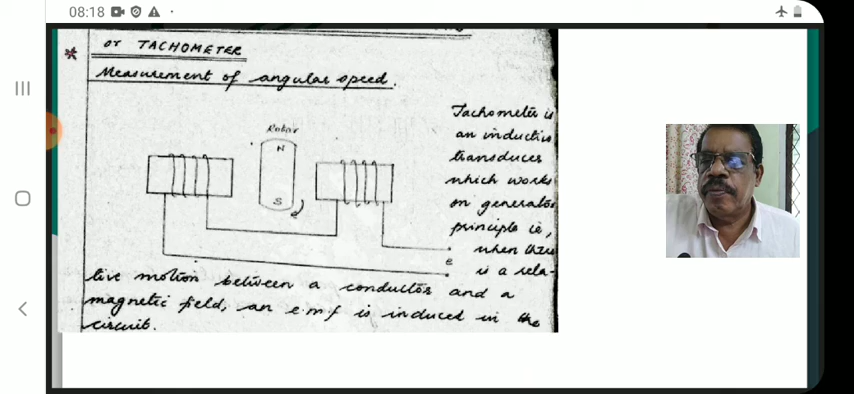 08:18
or TACHOMETER
* Measurement of angular speed.
Rotor
N
S
e
Tachometer is
an inductive
transducer
which works
on generator
principle ie,
when there
is a rela-
tive motion between a conductor and a
magnetic field, an e.m.f is induced in the
circuit.